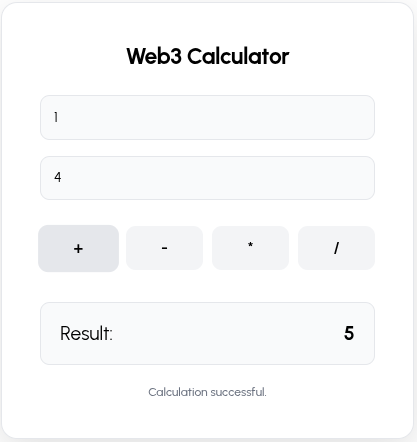 Web3 Calculator
1
4
+ - * /
Result: 5
Calculation successful.